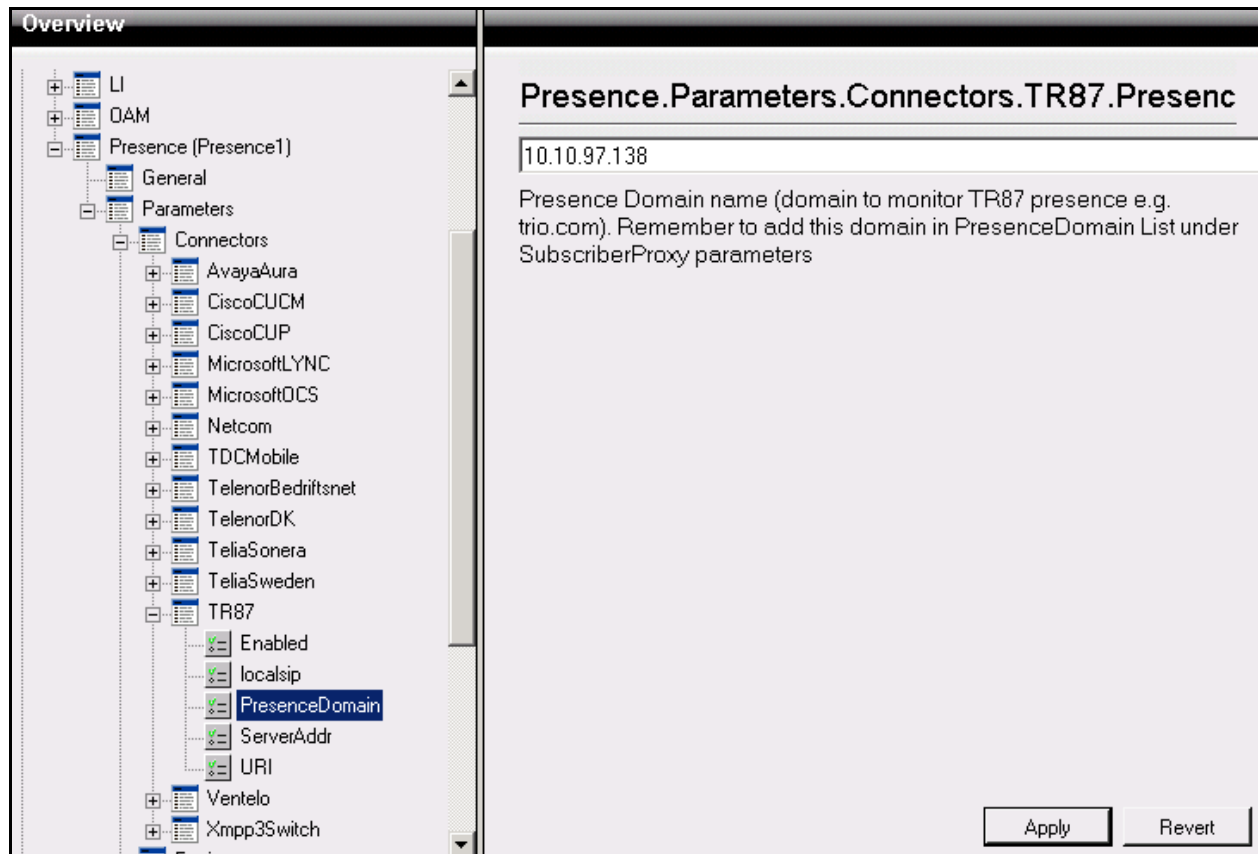 Overview
LI
OAM
Presence (Presence1)
General
Parameters
Connectors
AvayaAura
CiscoCUCM
CiscoCUP
MicrosoftLYNC
MicrosoftOCS
Netcom
TDCMobile
TelenorBedriftsnet
TelenorDK
TeliaSonera
TeliaSweden
TR87
Enabled
localsip
PresenceDomain
ServerAddr
URI
Ventelo
Xmpp3Switch
Presence.Parameters.Connectors.TR87.Presenc
10.10.97.138
Presence Domain name (domain to monitor TR87 presence e.g.
trio.com). Remember to add this domain in PresenceDomain List under
SubscriberProxy parameters
Apply
Revert